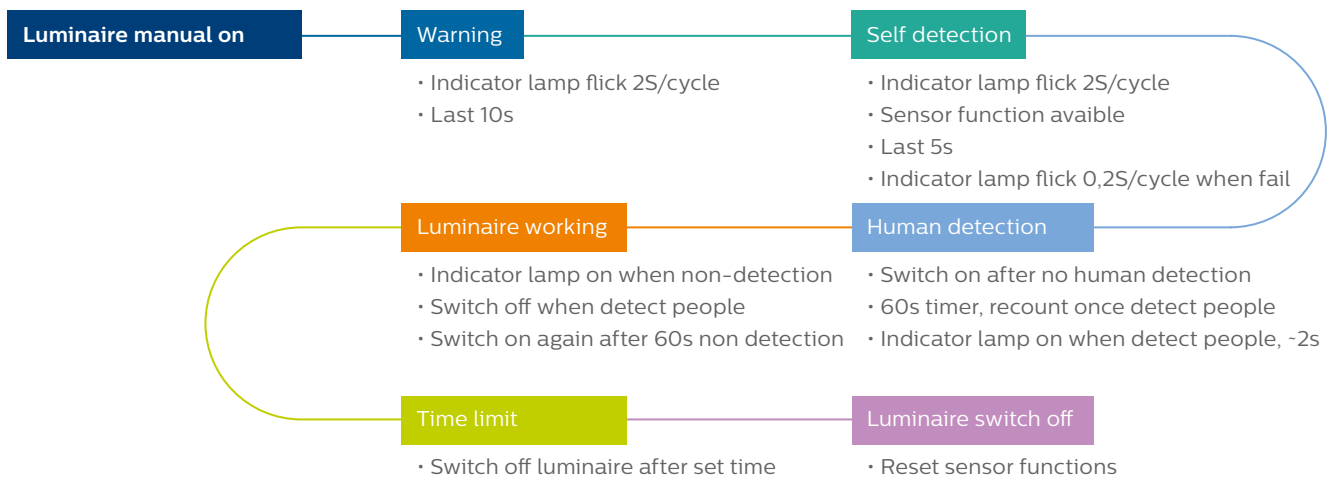 Luminaire manual on
Warning
· Indicator lamp flick 2S/cycle
· Last 10s
Self detection
· Indicator lamp flick 2S/cycle
· Sensor function avaible
· Last 5s
· Indicator lamp flick 0,2S/cycle when fail
Human detection
· Switch on after no human detection
· 60s timer, recount once detect people
· Indicator lamp on when detect people, ~2s
Luminaire working
· Indicator lamp on when non-detection
· Switch off when detect people
· Switch on again after 60s non detection
Time limit
· Switch off luminaire after set time
Luminaire switch off
· Reset sensor functions